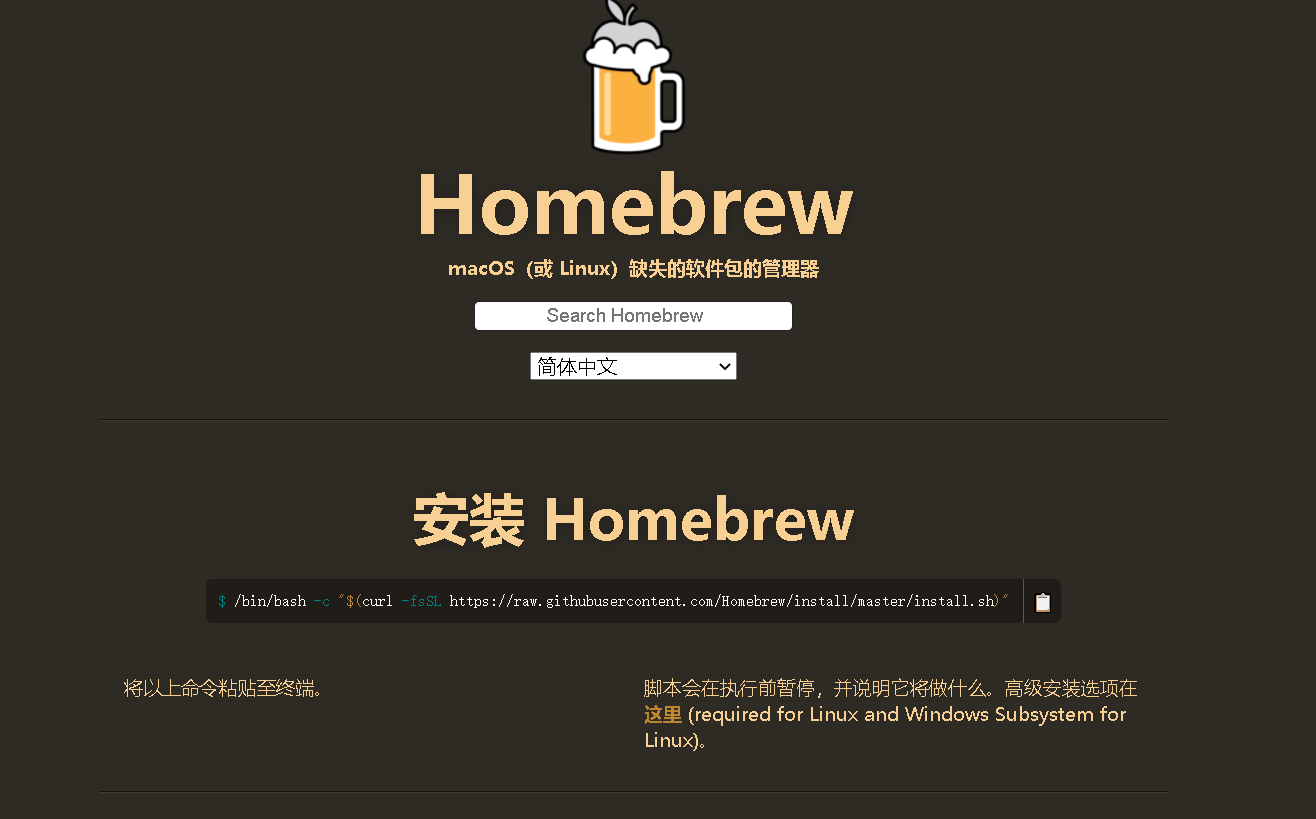 Homebrew
macOS（或 Linux）缺失的软件包的管理器
Search Homebrew
简体中文
安装 Homebrew
$ /bin/bash -c "$(curl -fsSL https://raw.githubusercontent.com/Homebrew/install/master/install.sh)"
将以上命令粘贴至终端。
脚本会在执行前暂停，并说明它将做什么。高级安装选项在
这里 (required for Linux and Windows Subsystem for
Linux)。